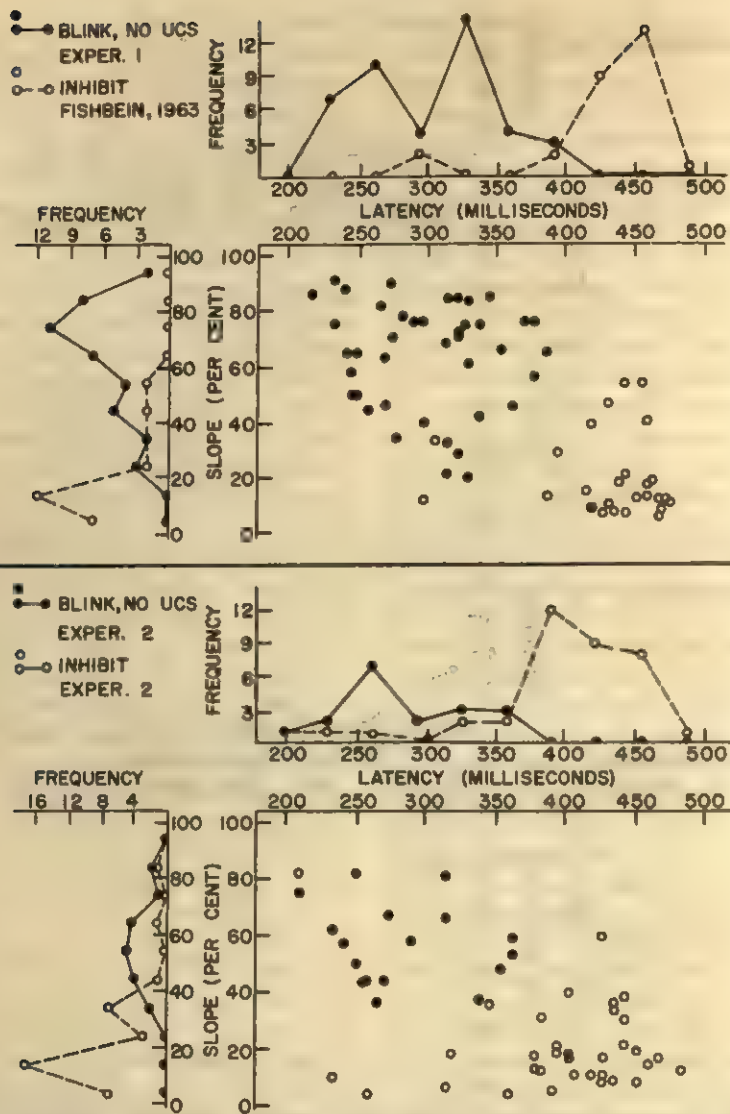 BLINK, NO UCS
EXPER. 1
INHIBIT
FISHBEIN, 1963
FREQUENCY
12
9
6
3
200 250 300 350 400 450 500
LATENCY (MILLISECONDS)
FREQUENCY
12 9 6 3
200 250 300 350 400 450 500
SLOPE (PER CENT)
100
80
60
40
20
0
BLINK, NO UCS
EXPER. 2
INHIBIT
EXPER. 2
FREQUENCY
12
9
6
3
200 250 300 350 400 450 500
LATENCY (MILLISECONDS)
FREQUENCY
16 12 8 4
200 250 300 350 400 450 500
SLOPE (PER CENT)
100
80
60
40
20
0